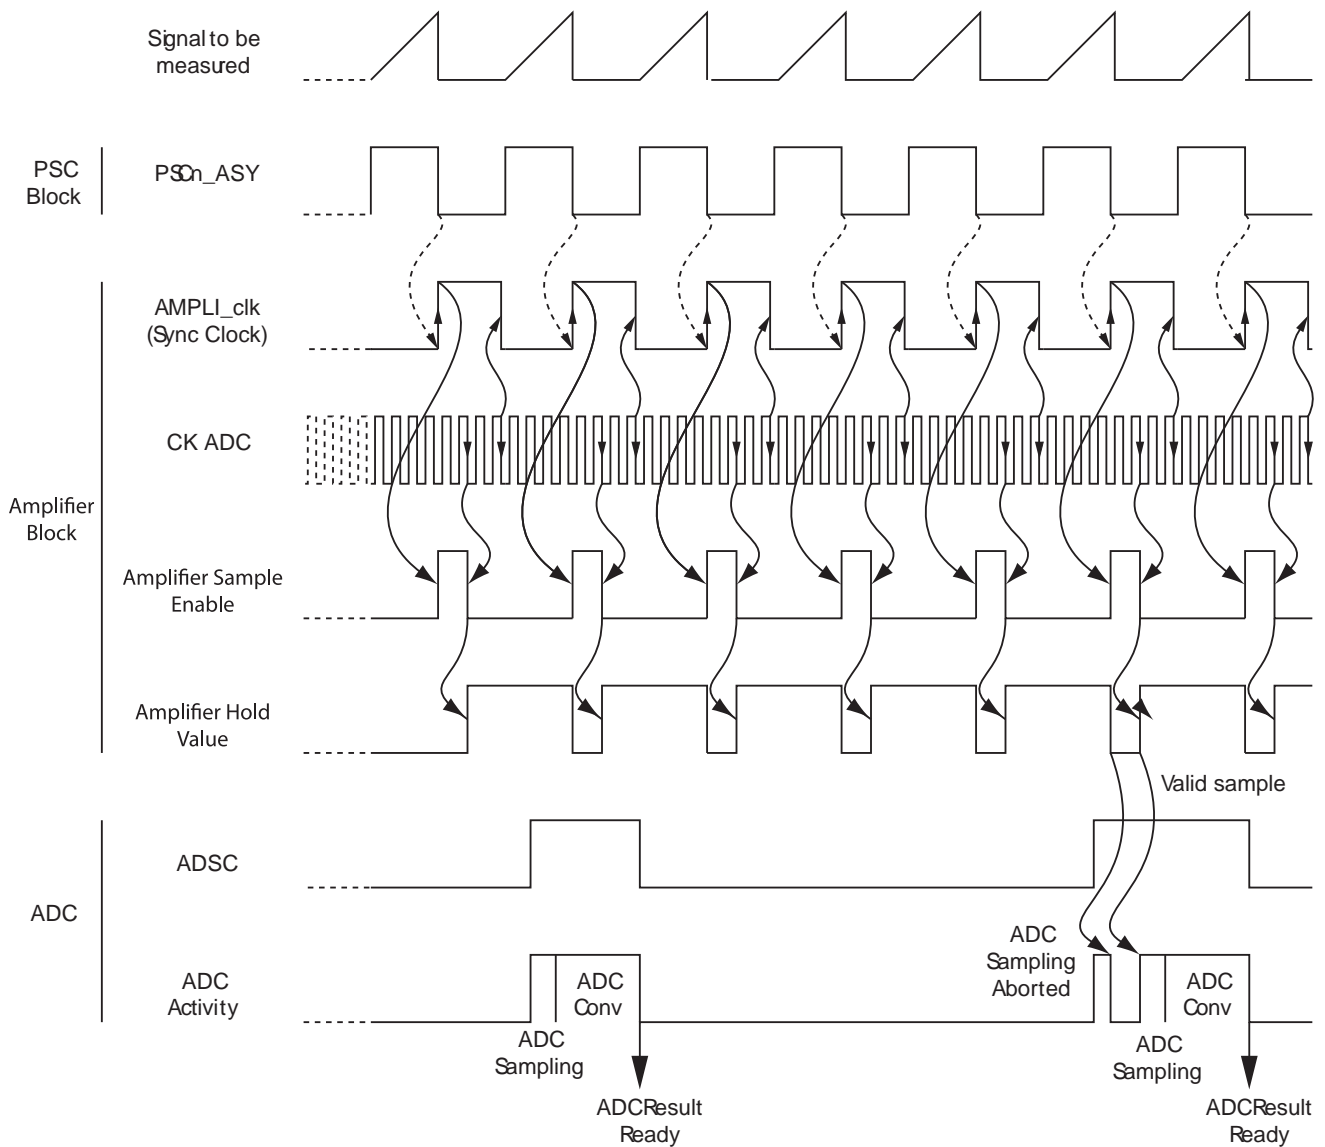 Signal to be
measured
PSC
Block
PSCn_ASY
AMPLI_clk
(Sync Clock)
CK ADC
Amplifier
Block
Amplifier Sample
Enable
Amplifier Hold
Value
Valid sample
ADSC
ADC
ADC
Sampling
Aborted
ADC
Activity
ADC
Conv
ADC
Conv
ADC
Sampling
ADC
Sampling
ADCResult
Ready
ADCResult
Ready